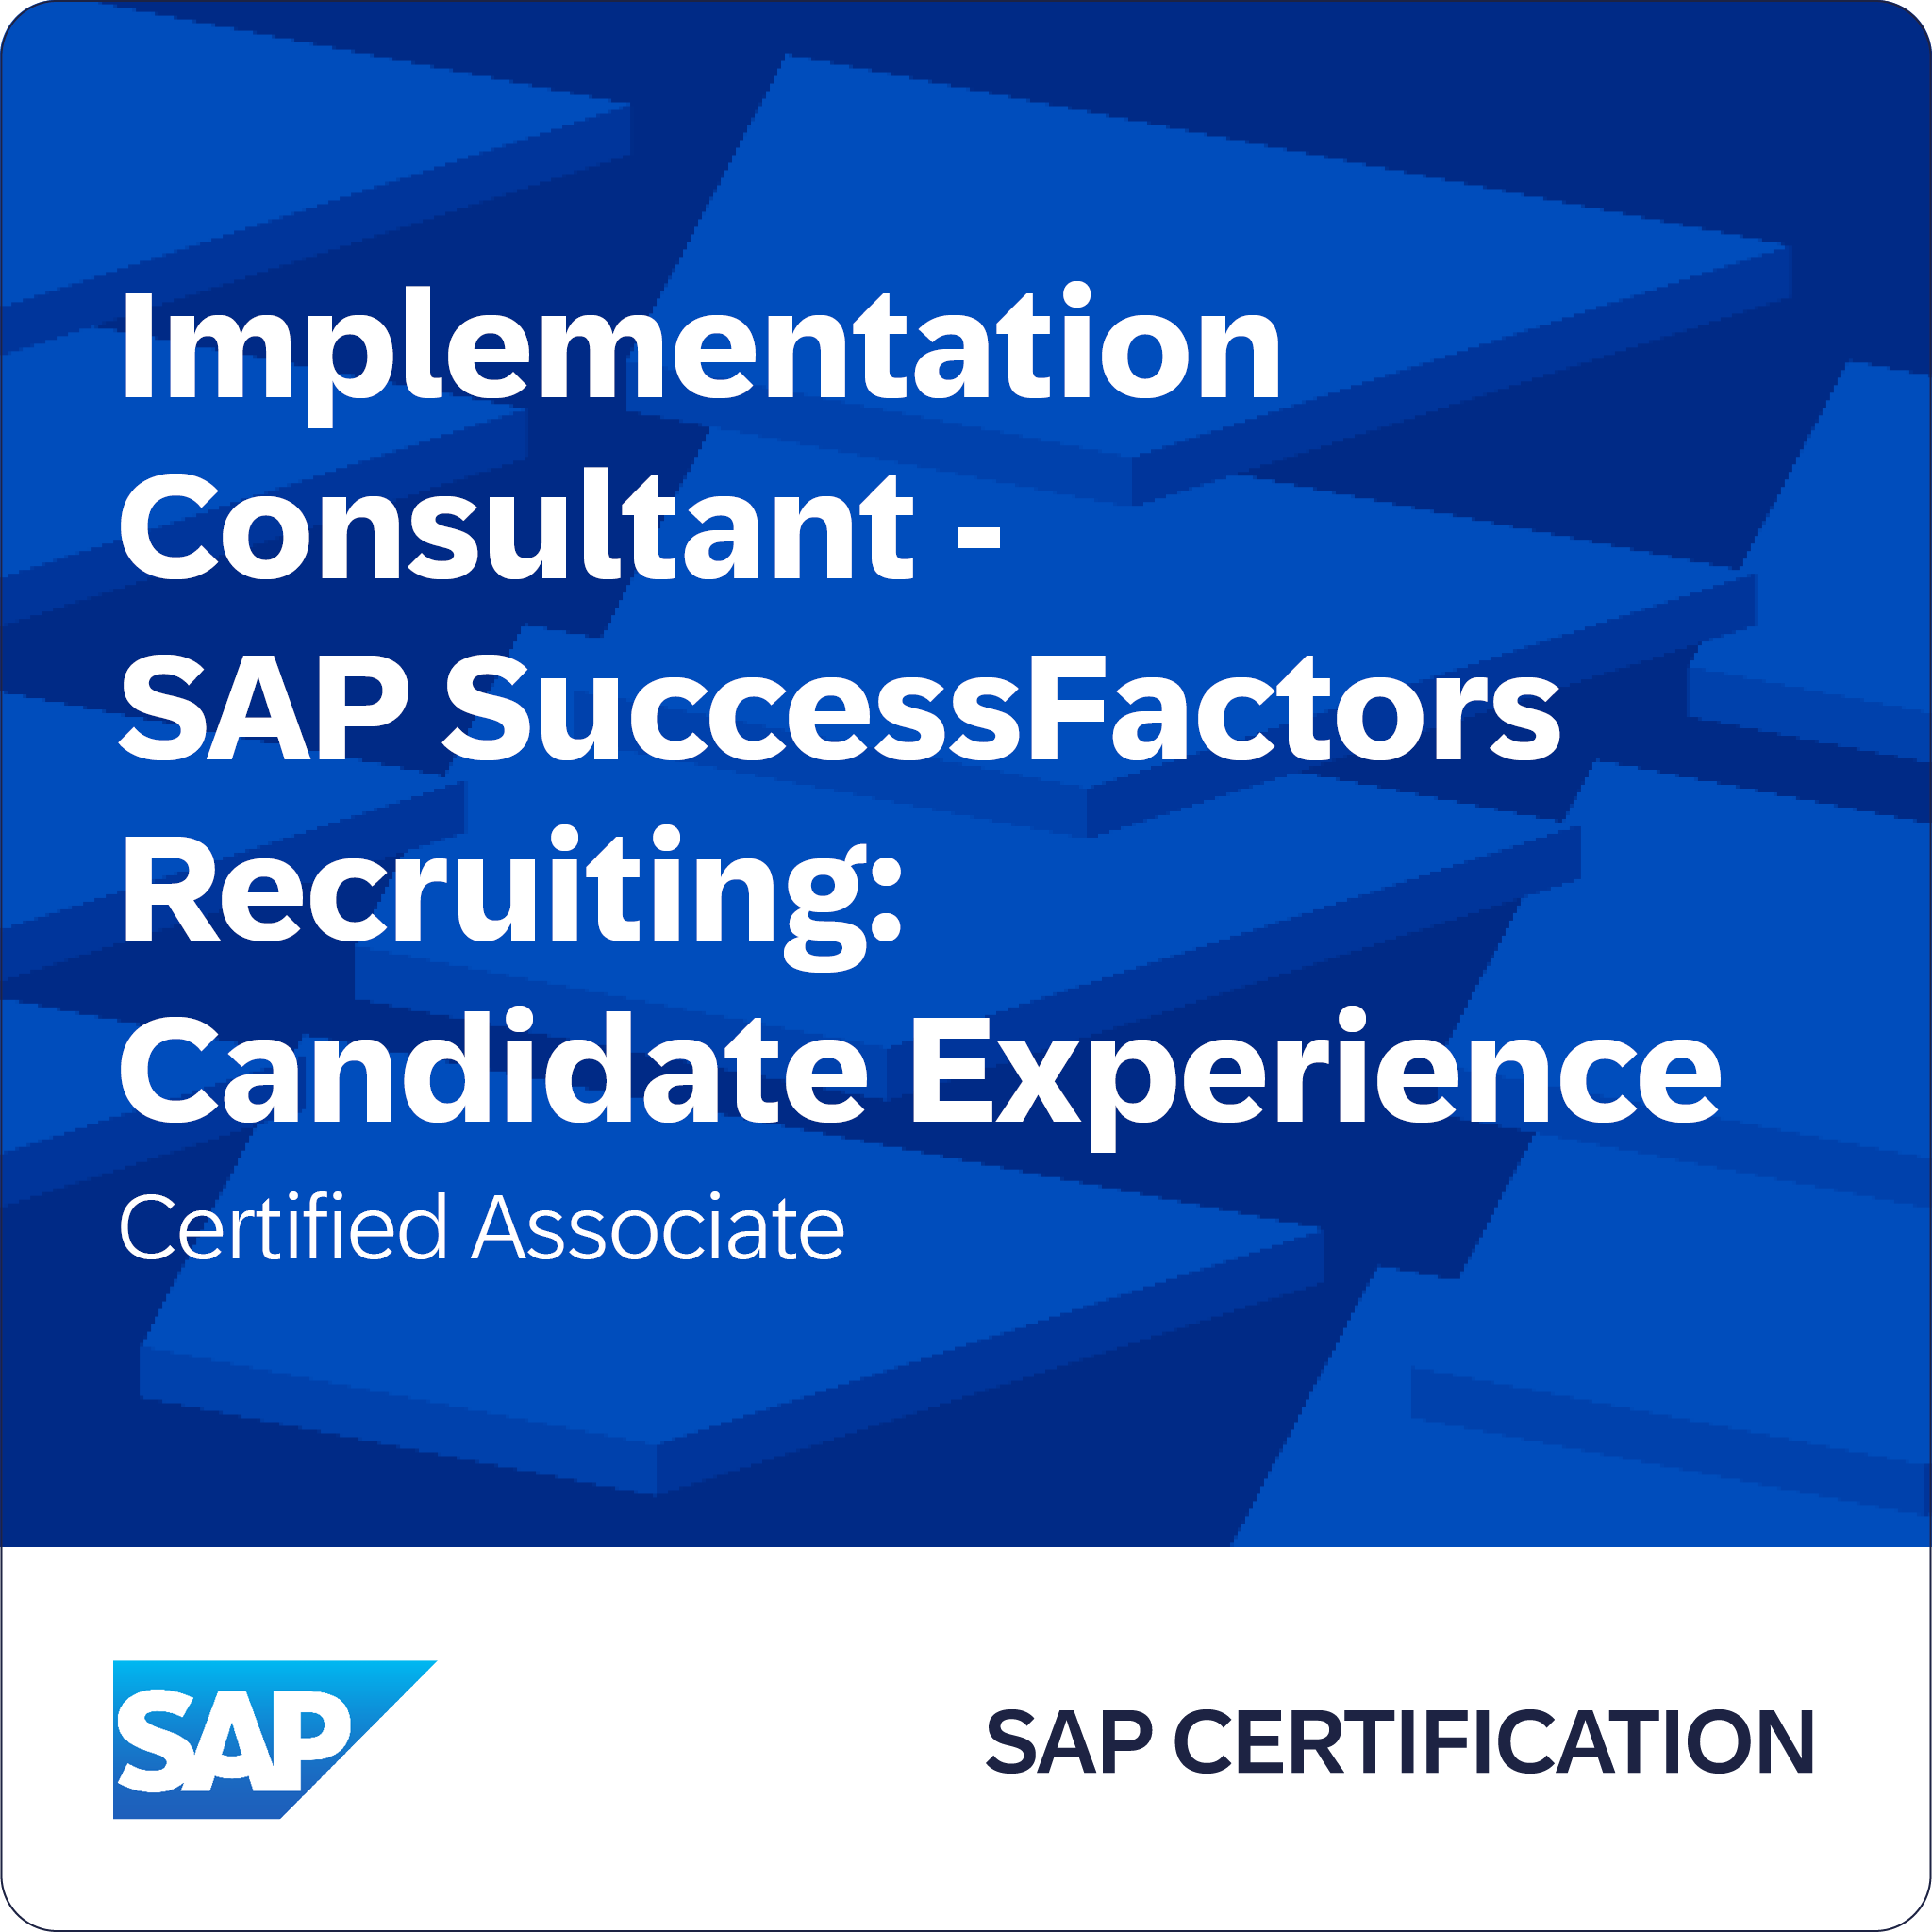 Implementation
Consultant -
SAP SuccessFactors
Recruiting:
Candidate Experience
Certified Associate
SAP
SAP CERTIFICATION